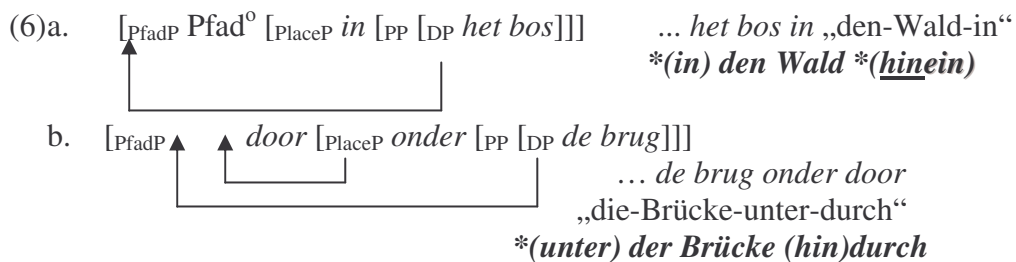 (6)a. [PfadP Pfadº [PlaceP in [PP [DP het bos]]]] ... het bos in „den-Wald-in“
*(in) den Wald *(hinein)
b. [PfadP door [PlaceP onder [PP [DP de brug]]]]
… de brug onder door
„die-Brücke-unter-durch“
*(unter) der Brücke (hin)durch